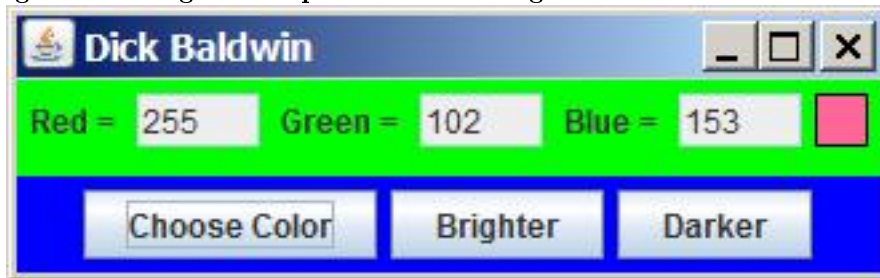 Dick Baldwin
Red = 255 Green = 102 Blue = 153
Choose Color Brighter Darker